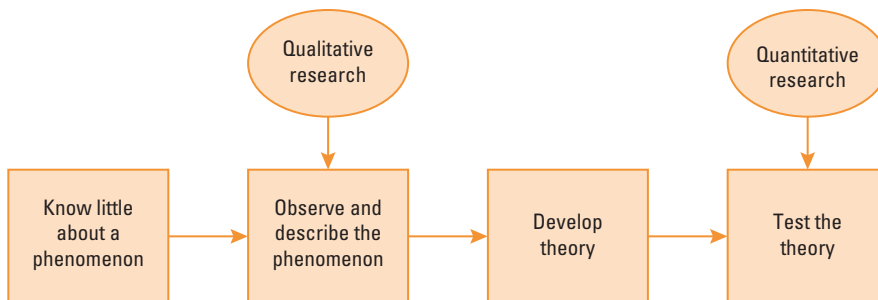 Qualitative
research
Quantitative
research
Know little
about a
phenomenon
Observe and
describe the
phenomenon
Develop
theory
Test the
theory